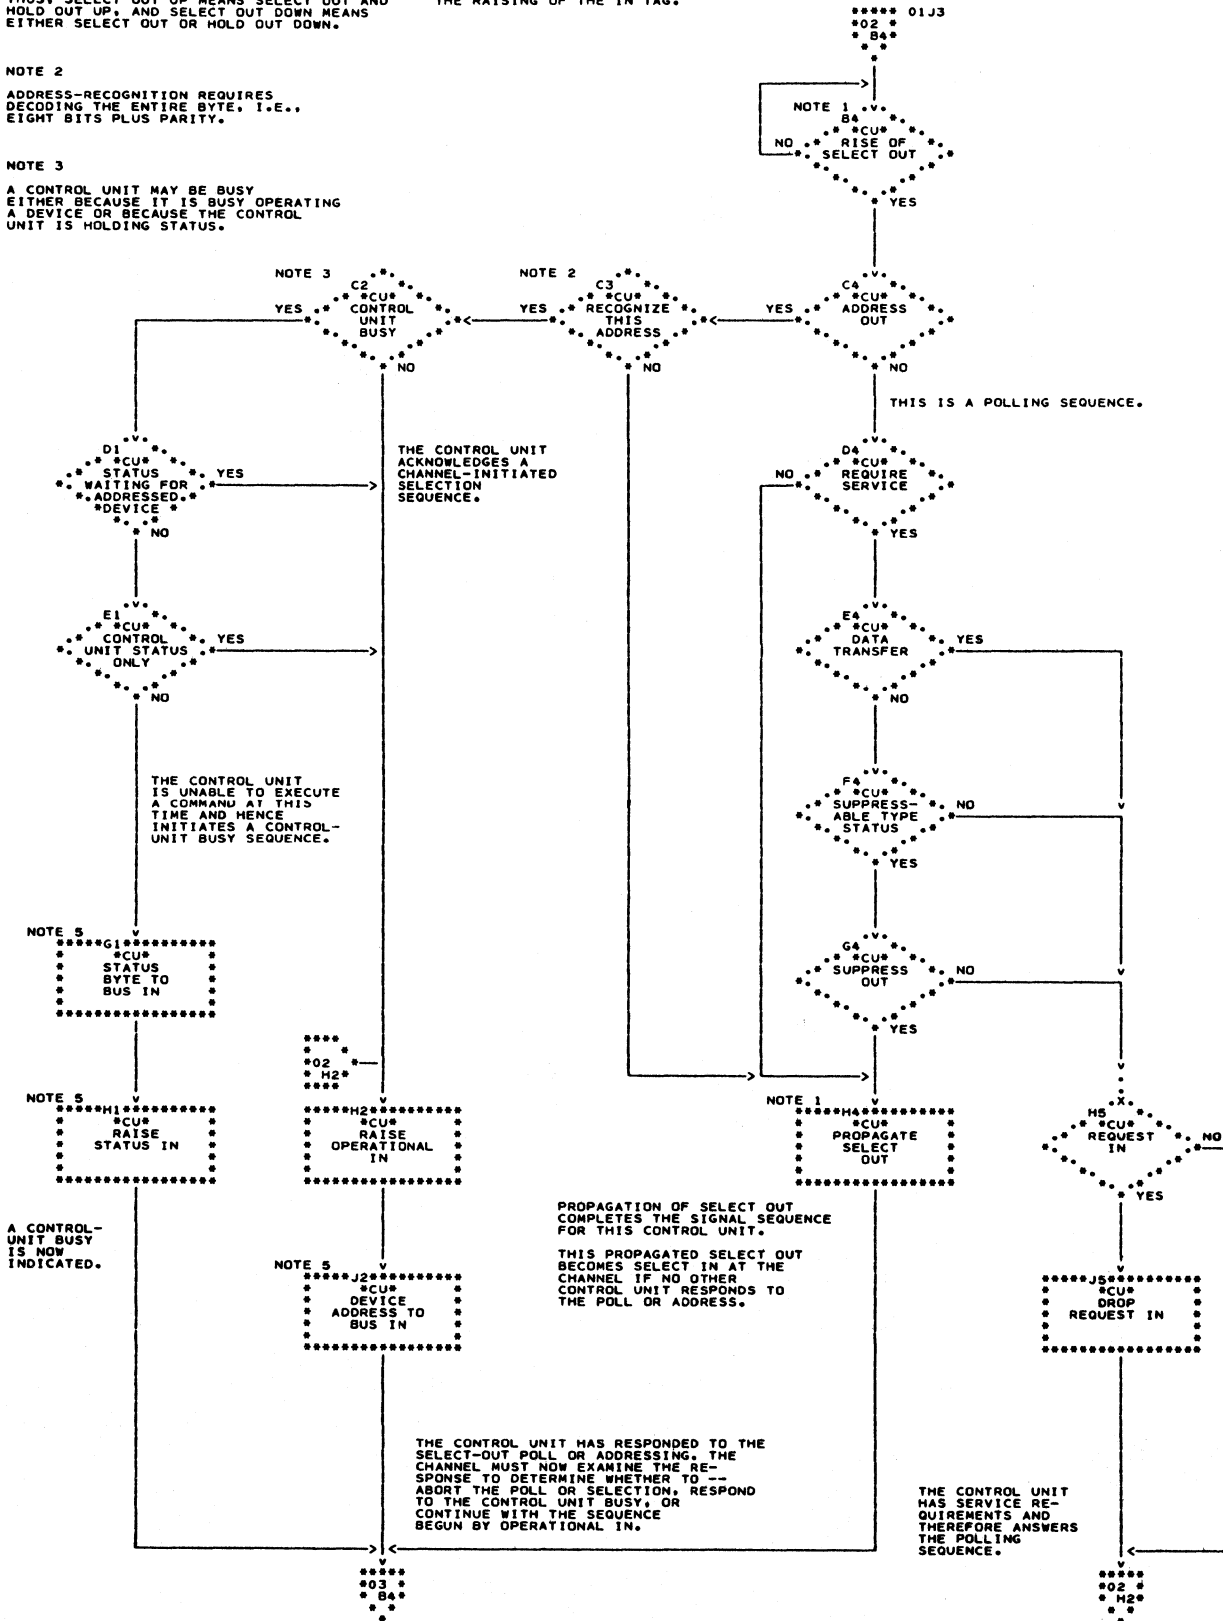 THUS, SELECT OUT UP MEANS SELECT OUT AND
HOLD OUT UP, AND SELECT OUT DOWN MEANS
EITHER SELECT OUT OR HOLD OUT DOWN.
THE RAISING OF THE IN TAG.
NOTE 2
ADDRESS-RECOGNITION REQUIRES
DECODING THE ENTIRE BYTE, I.E.,
EIGHT BITS PLUS PARITY.
NOTE 3
A CONTROL UNIT MAY BE BUSY
EITHER BECAUSE IT IS BUSY OPERATING
A DEVICE OR BECAUSE THE CONTROL
UNIT IS HOLDING STATUS.
01J3
*02 *
B4*
NOTE 1
B4
*CU*
RISE OF
SELECT OUT
NO
YES
NOTE 3
C2
*CU*
CONTROL
UNIT
BUSY
YES
NO
NOTE 2
C3
*CU*
RECOGNIZE
THIS
ADDRESS
YES
NO
C4
*CU*
ADDRESS
OUT
YES
NO
THIS IS A POLLING SEQUENCE.
D1
*CU*
STATUS
WAITING FOR
ADDRESSED
*DEVICE *
YES
NO
THE CONTROL UNIT
ACKNOWLEDGES A
CHANNEL-INITIATED
SELECTION
SEQUENCE.
D4
*CU*
REQUIRE
SERVICE
NO
YES
E1
*CU*
CONTROL
UNIT STATUS
ONLY
YES
NO
E4
*CU*
DATA
TRANSFER
YES
NO
THE CONTROL UNIT
IS UNABLE TO EXECUTE
A COMMAND AT THIS
TIME AND HENCE
INITIATES A CONTROL-
UNIT BUSY SEQUENCE.
F4
*CU*
SUPPRESS-
ABLE TYPE
STATUS
NO
YES
NOTE 5
G1
*CU*
STATUS
BYTE TO
BUS IN
G4
*CU*
SUPPRESS
OUT
NO
YES
*02 *
H2*
NOTE 5
H1
*CU*
RAISE
STATUS IN
H2
*CU*
RAISE
OPERATIONAL
IN
NOTE 1
H4
*CU*
PROPAGATE
SELECT
OUT
H5
*CU*
REQUEST
IN
NO
YES
A CONTROL-
UNIT BUSY
IS NOW
INDICATED.
PROPAGATION OF SELECT OUT
COMPLETES THE SIGNAL SEQUENCE
FOR THIS CONTROL UNIT.
THIS PROPAGATED SELECT OUT
BECOMES SELECT IN AT THE
CHANNEL IF NO OTHER
CONTROL UNIT RESPONDS TO
THE POLL OR ADDRESS.
NOTE 5
J2
*CU*
DEVICE
ADDRESS TO
BUS IN
J5
*CU*
DROP
REQUEST IN
THE CONTROL UNIT HAS RESPONDED TO THE
SELECT-OUT POLL OR ADDRESSING. THE
CHANNEL MUST NOW EXAMINE THE RE-
SPONSE TO DETERMINE WHETHER TO --
ABORT THE POLL OR SELECTION, RESPOND
TO THE CONTROL UNIT BUSY, OR
CONTINUE WITH THE SEQUENCE
BEGUN BY OPERATIONAL IN.
THE CONTROL UNIT
HAS SERVICE RE-
QUIREMENTS AND
THEREFORE ANSWERS
THE POLLING
SEQUENCE.
*03 *
B4*
*02 *
H2*